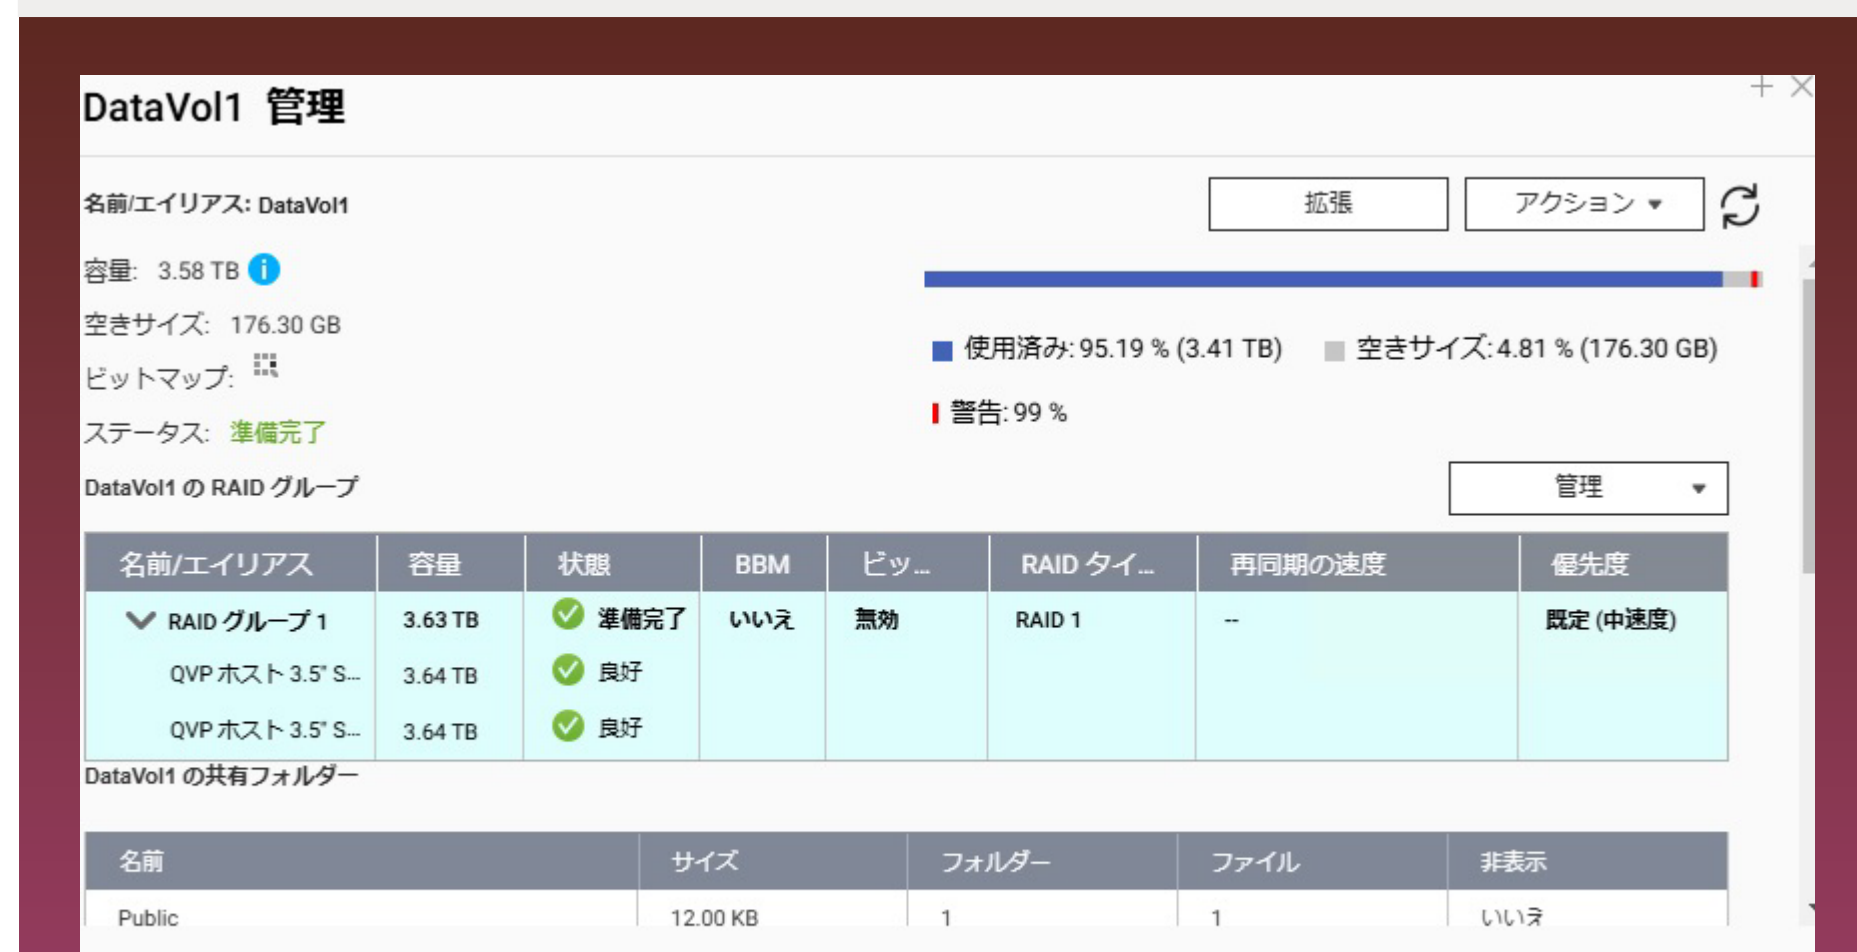 DataVol1 管理
名前/エイリアス: DataVol1
拡張
アクション
容量: 3.58 TB
空きサイズ: 176.30 GB
使用済み: 95.19 % (3.41 TB) 空きサイズ: 4.81 % (176.30 GB)
ビットマップ:
警告: 99 %
ステータス: 準備完了
DataVol1 の RAID グループ
管理
名前/エイリアス 容量 状態 BBM ビッ... RAID タイ... 再同期の速度 優先度
RAID グループ 1 3.63 TB 準備完了 いいえ 無効 RAID 1 -- 既定 (中速度)
QVP ホスト 3.5" S... 3.64 TB 良好
QVP ホスト 3.5" S... 3.64 TB 良好
DataVol1 の共有フォルダー
名前 サイズ フォルダー ファイル 非表示
Public 12.00 KB 1 1 いいえ